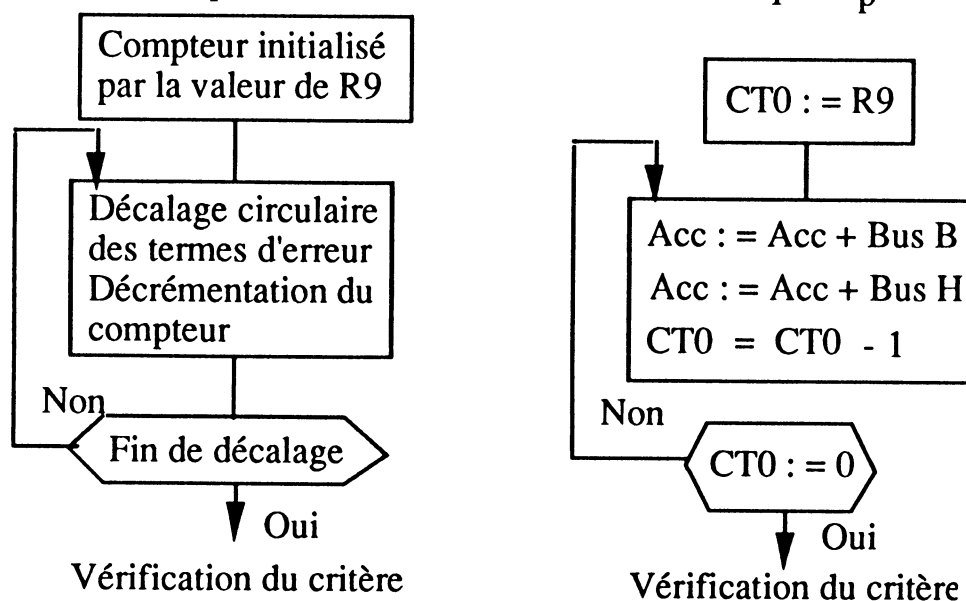 Compteur initialisé
par la valeur de R9
Décalage circulaire
des termes d'erreur
Décrémentation du
compteur
Non
Fin de décalage
Oui
Vérification du critère
CT0 : = R9
Acc : = Acc + Bus B
Acc : = Acc + Bus H
CT0 = CT0 - 1
Non
CT0 : = 0
Oui
Vérification du critère